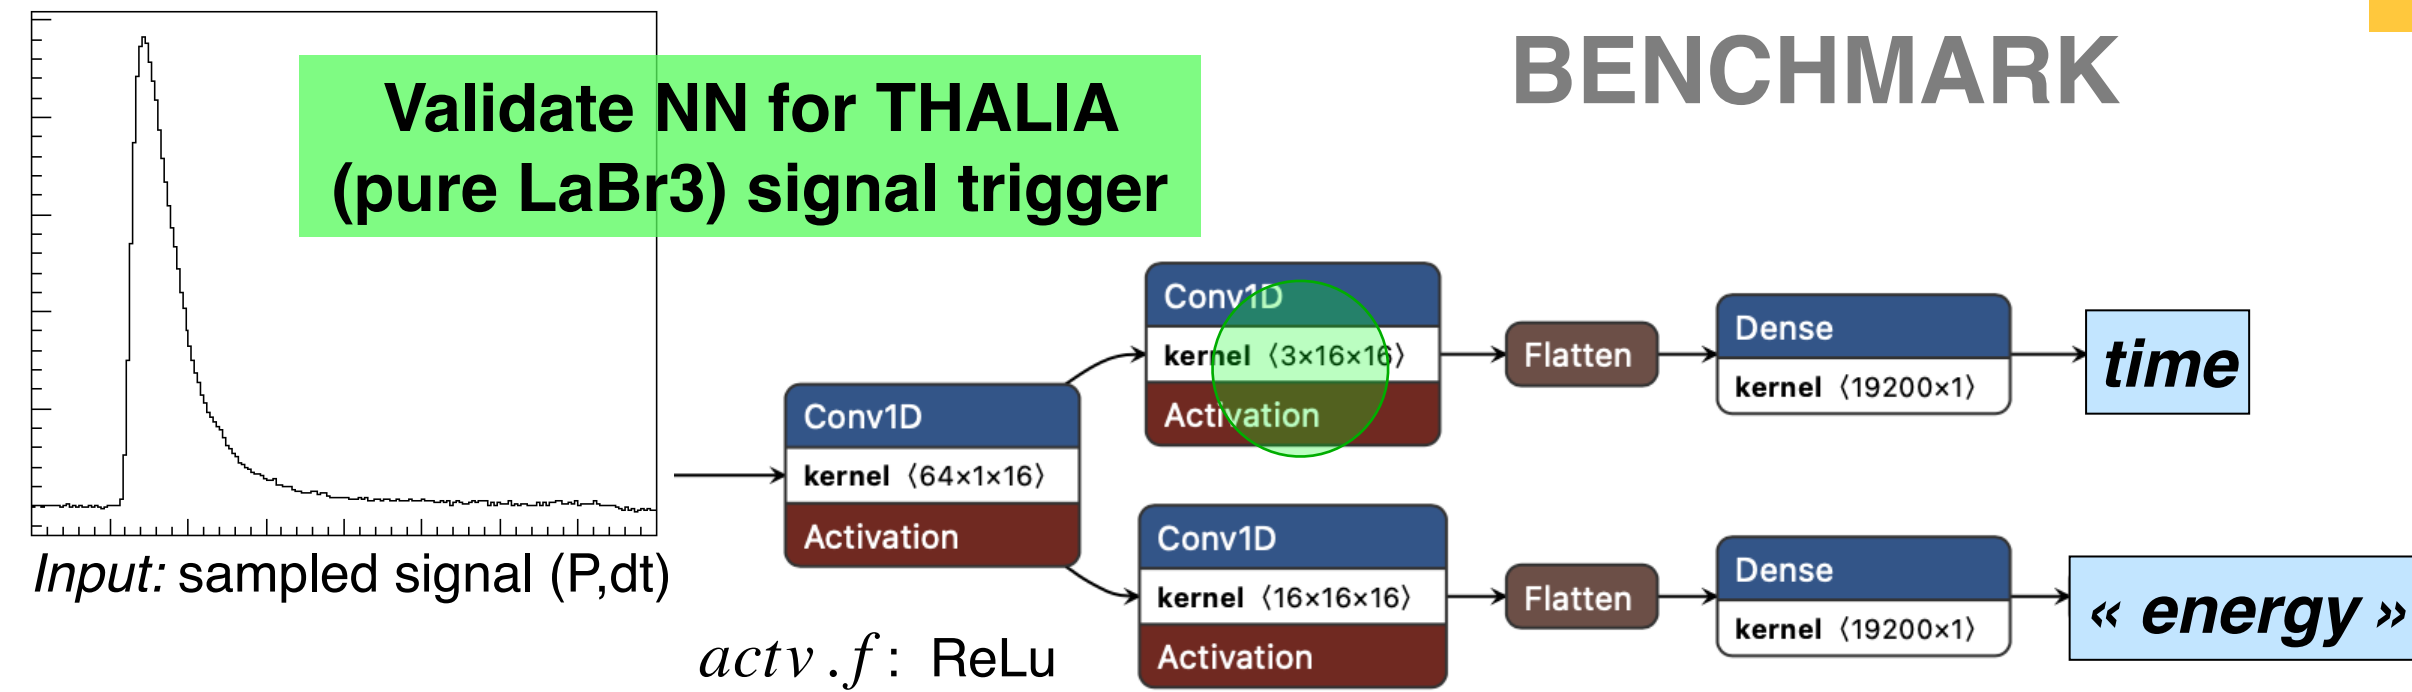 BENCHMARK
Validate NN for THALIA
(pure LaBr3) signal trigger
Input: sampled signal (P,dt)
actv.f: ReLu
Conv1D
kernel ⟨64×1×16⟩
Activation
Conv1D
kernel ⟨3×16×16⟩
Activation
Flatten
Dense
kernel ⟨19200×1⟩
time
Conv1D
kernel ⟨16×16×16⟩
Activation
Flatten
Dense
kernel ⟨19200×1⟩
« energy »